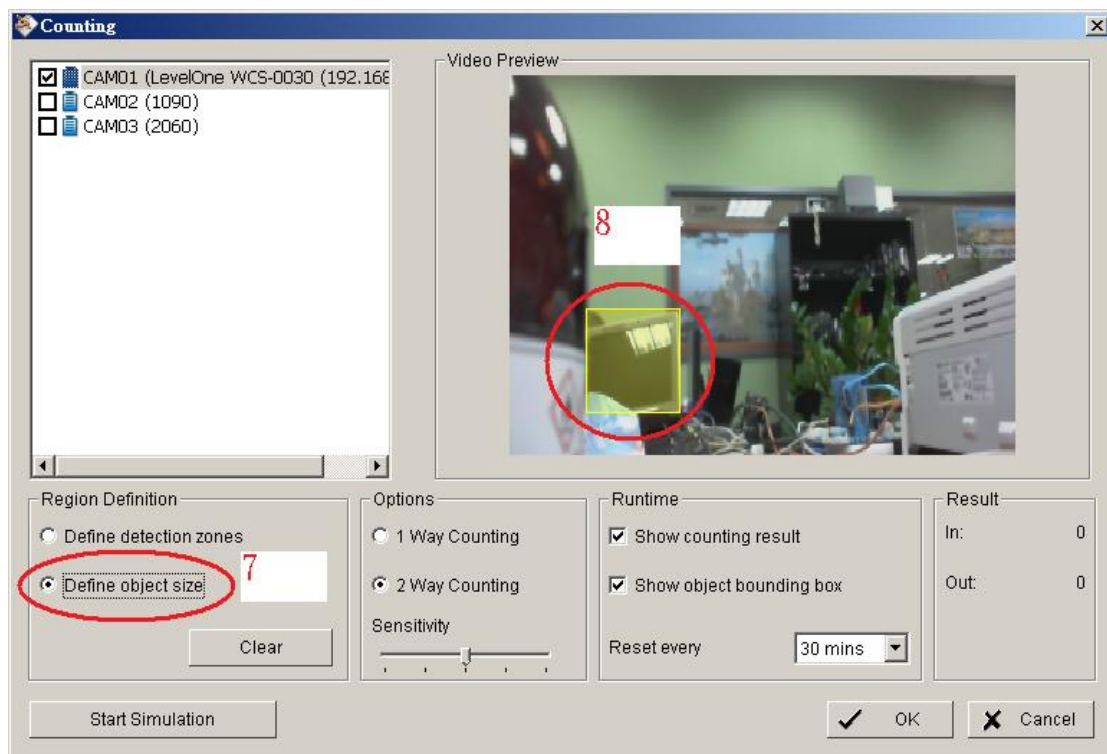 Counting
CAM01 (LevelOne WCS-0030 (192.168
CAM02 (1090)
CAM03 (2060)
Video Preview
8
Region Definition
Define detection zones
7
Define object size
Clear
Options
1 Way Counting
2 Way Counting
Sensitivity
Runtime
Show counting result
Show object bounding box
Reset every
30 mins
Result
In: 0
Out: 0
Start Simulation
OK
Cancel